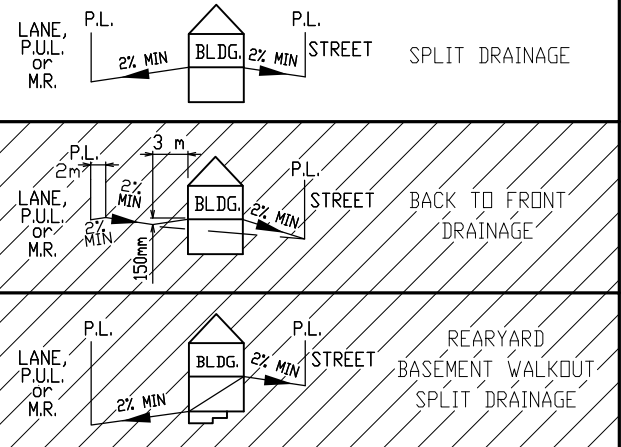 P.L.
P.L.
LANE,
P.U.L.
or
M.R.
2% MIN
BLDG.
2% MIN
STREET
SPLIT DRAINAGE
3 m
P.L.
2m
P.L.
LANE,
P.U.L.
or
M.R.
2%
MIN
2%
MIN
150mm
BLDG.
2% MIN
STREET
BACK TO FRONT
DRAINAGE
P.L.
P.L.
LANE,
P.U.L.
or
M.R.
2% MIN
BLDG.
2% MIN
STREET
REARYARD
BASEMENT WALKOUT
SPLIT DRAINAGE